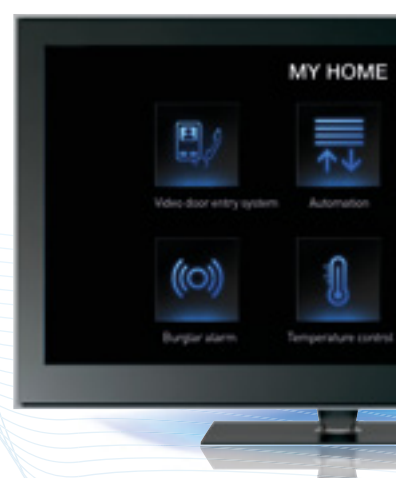 MY HOME
Video door entry system
Automation
Burglar alarm
Temperature control